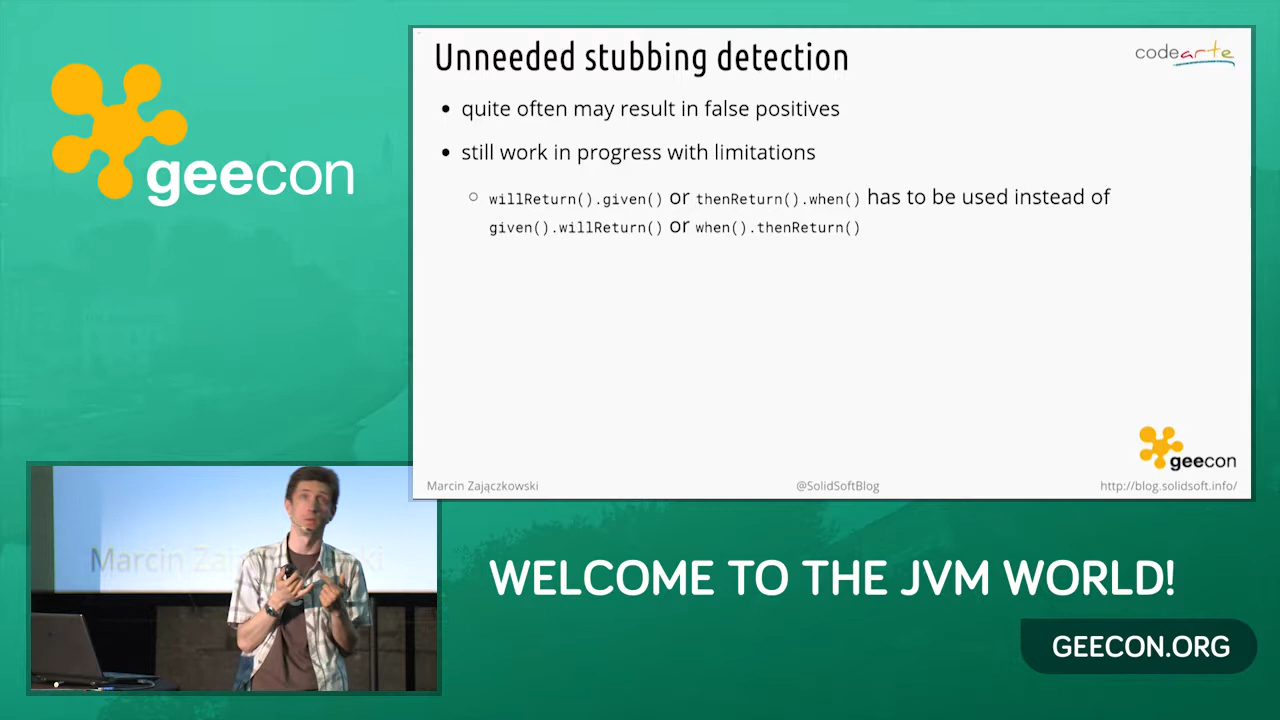 geecon
Unneeded stubbing detection
codearte
• quite often may result in false positives
• still work in progress with limitations
○ willReturn().given() or thenReturn().when() has to be used instead of
given().willReturn() or when().thenReturn()
geecon
Marcin Zajączkowski
@SolidSoftBlog
http://blog.solidsoft.info/
Marcin
WELCOME TO THE JVM WORLD!
GEECON.ORG